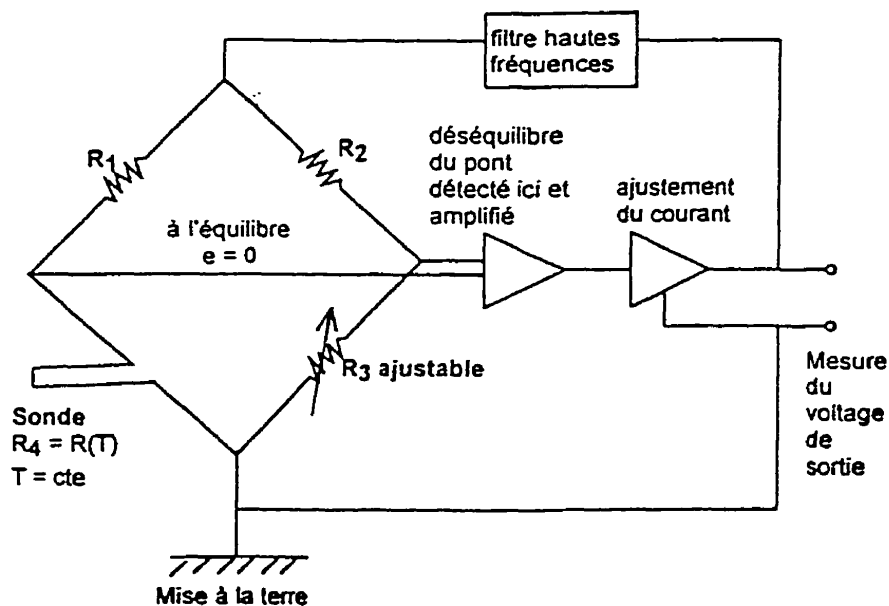 filtre hautes
fréquences
R1
R2
déséquilibre
du pont
détecté ici et
amplifié
ajustement
du courant
à l'équilibre
e = 0
R3 ajustable
Sonde
R4 = R(T)
T = cte
Mesure
du
voltage
de
sortie
Mise à la terre